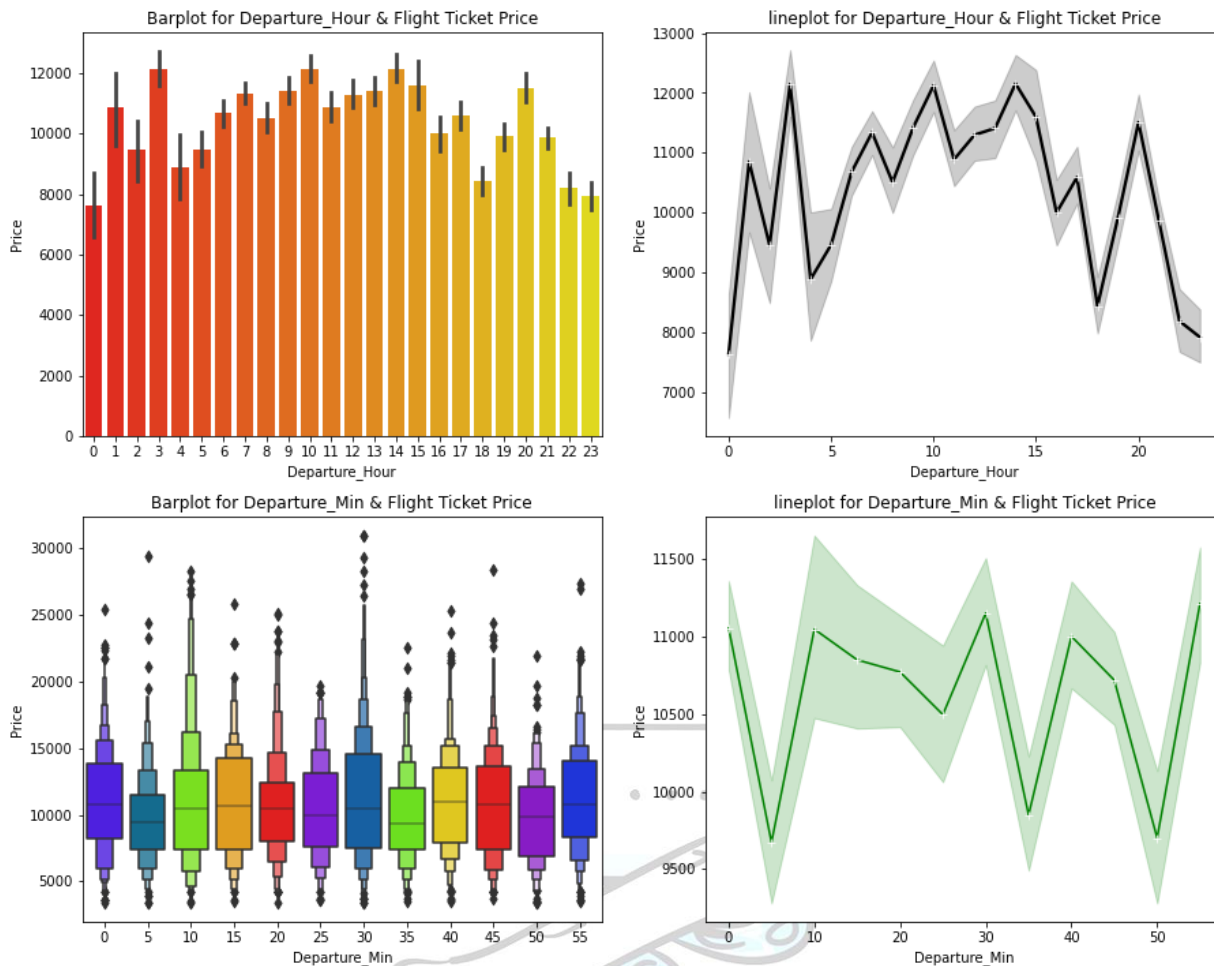 Barplot for Departure_Hour & Flight Ticket Price
12000
10000
8000
6000
4000
2000
0
Price
0 1 2 3 4 5 6 7 8 9 10 11 12 13 14 15 16 17 18 19 20 21 22 23
Departure_Hour
lineplot for Departure_Hour & Flight Ticket Price
13000
12000
11000
10000
9000
8000
7000
Price
0 5 10 15 20
Departure_Hour
Barplot for Departure_Min & Flight Ticket Price
30000
25000
20000
15000
10000
5000
Price
0 5 10 15 20 25 30 35 40 45 50 55
Departure_Min
lineplot for Departure_Min & Flight Ticket Price
11500
11000
10500
10000
9500
Price
0 10 20 30 40 50
Departure_Min